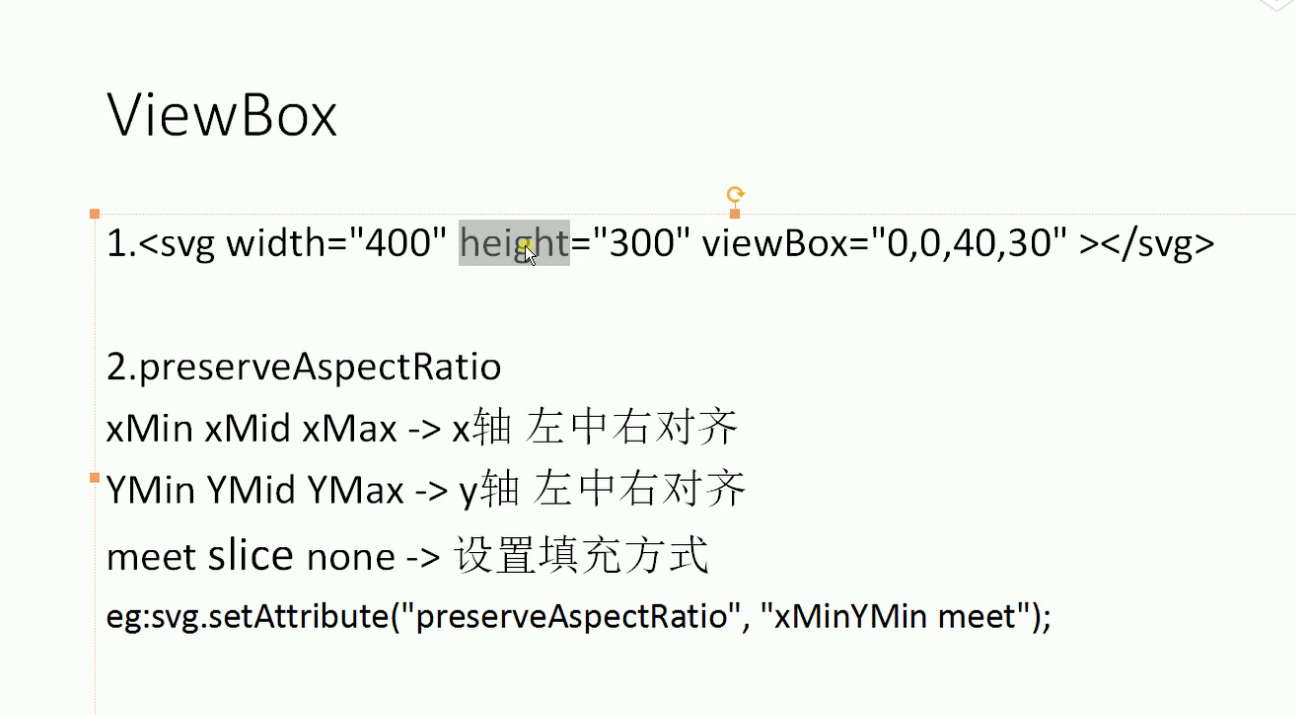 ViewBox
1.<svg width="400" height="300" viewBox="0,0,40,30" ></svg>
2.preserveAspectRatio
xMin xMid xMax -> x轴 左中右对齐
YMin YMid YMax -> y轴 左中右对齐
meet slice none -> 设置填充方式
eg:svg.setAttribute("preserveAspectRatio", "xMinYMin meet");